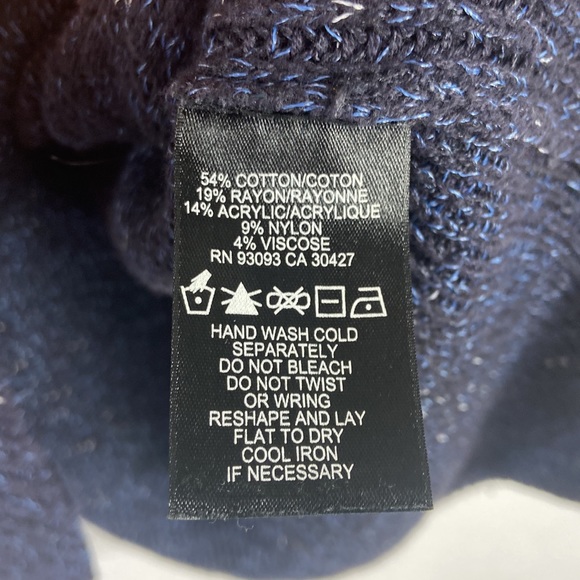 54% COTTON/COTON
19% RAYON/RAYONNE
14% ACRYLIC/ACRYLIQUE
9% NYLON
4% VISCOSE
RN 93093 CA 30427
HAND WASH COLD
SEPARATELY
DO NOT BLEACH
DO NOT TWIST
OR WRING
RESHAPE AND LAY
FLAT TO DRY
COOL IRON
IF NECESSARY